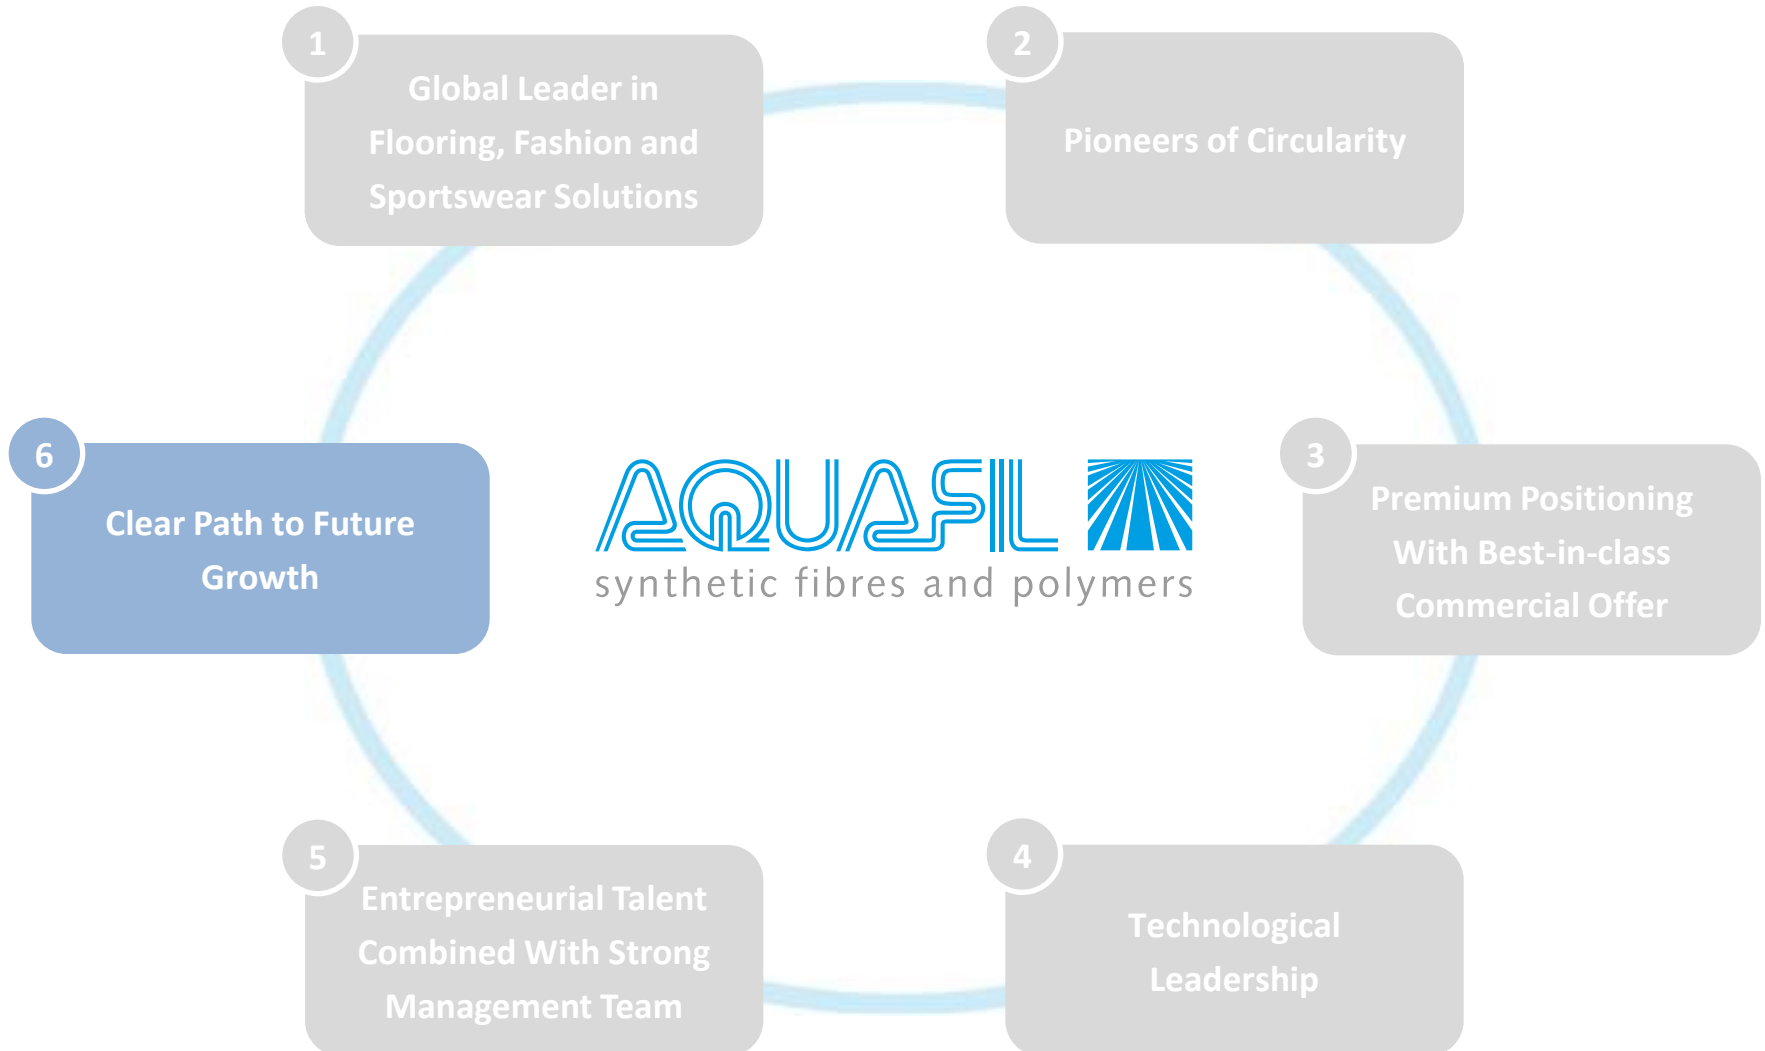 1
Global Leader in
Flooring, Fashion and
Sportswear Solutions
2
Pioneers of Circularity
3
Premium Positioning
With Best-in-class
Commercial Offer
4
Technological
Leadership
5
Entrepreneurial Talent
Combined With Strong
Management Team
6
Clear Path to Future
Growth
AQUAFIL
synthetic fibres and polymers